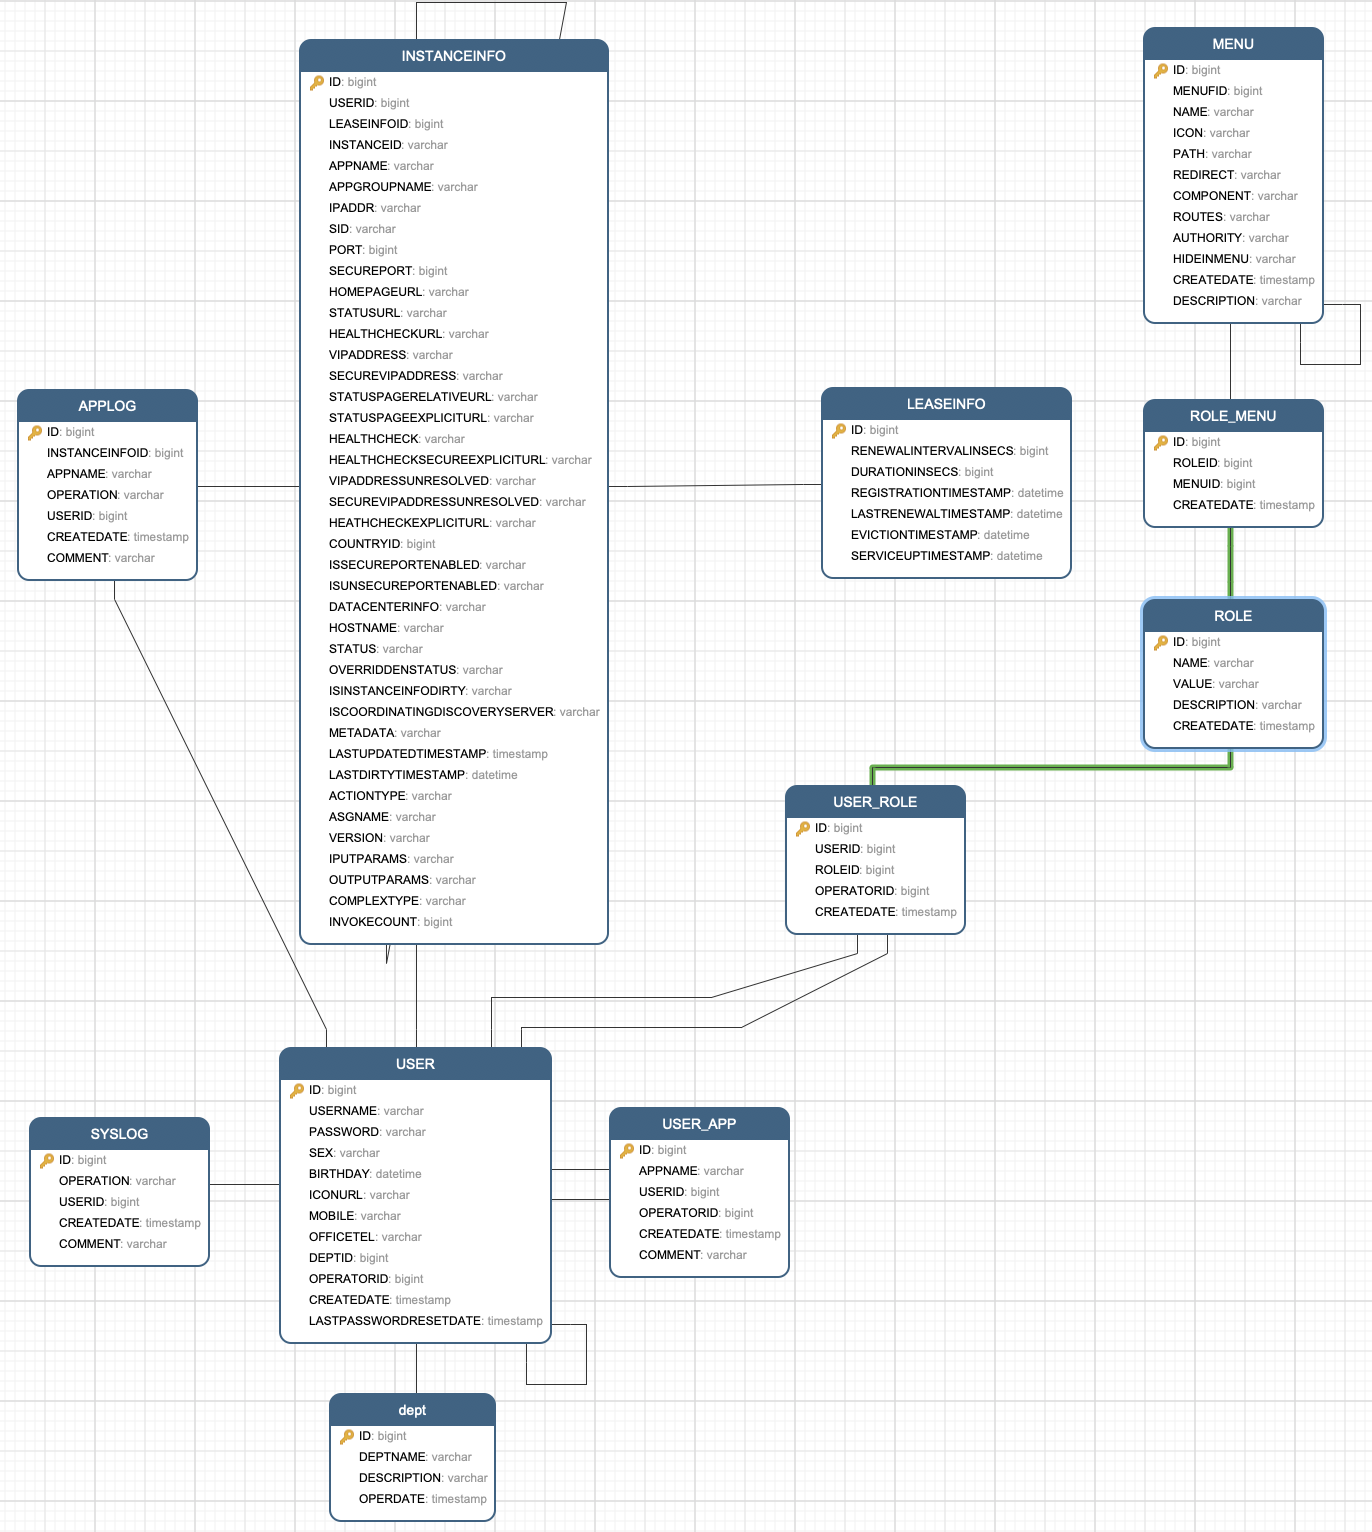 INSTANCEINFO
ID: bigint
USERID: bigint
LEASEINFOID: bigint
INSTANCEID: varchar
APPNAME: varchar
APPGROUPNAME: varchar
IPADDR: varchar
SID: varchar
PORT: bigint
SECUREPORT: bigint
HOMEPAGEURL: varchar
STATUSURL: varchar
HEALTHCHECKURL: varchar
VIPADDRESS: varchar
SECUREVIPADDRESS: varchar
STATUSPAGERELATIVEURL: varchar
STATUSPAGEEXPLICITURL: varchar
HEALTHCHECK: varchar
HEALTHCHECKSECUREEXPLICITURL: varchar
VIPADDRESSUNRESOLVED: varchar
SECUREVIPADDRESSUNRESOLVED: varchar
HEATHCHECKEXPLICITURL: varchar
COUNTRYID: bigint
ISSECUREPORTENABLED: varchar
ISUNSECUREPORTENABLED: varchar
DATACENTERINFO: varchar
HOSTNAME: varchar
STATUS: varchar
OVERRIDDENSTATUS: varchar
ISINSTANCEINFODIRTY: varchar
ISCOORDINATINGDISCOVERYSERVER: varchar
METADATA: varchar
LASTUPDATEDTIMESTAMP: timestamp
LASTDIRTYTIMESTAMP: datetime
ACTIONTYPE: varchar
ASGNAME: varchar
VERSION: varchar
IPUTPARAMS: varchar
OUTPUTPARAMS: varchar
COMPLEXTYPE: varchar
INVOKECOUNT: bigint
MENU
ID: bigint
MENUFID: bigint
NAME: varchar
ICON: varchar
PATH: varchar
REDIRECT: varchar
COMPONENT: varchar
ROUTES: varchar
AUTHORITY: varchar
HIDEINMENU: varchar
CREATEDATE: timestamp
DESCRIPTION: varchar
APPLOG
ID: bigint
INSTANCEINFOID: bigint
APPNAME: varchar
OPERATION: varchar
USERID: bigint
CREATEDATE: timestamp
COMMENT: varchar
LEASEINFO
ID: bigint
RENEWALINTERVALINSECS: bigint
DURATIONINSECS: bigint
REGISTRATIONTIMESTAMP: datetime
LASTRENEWALTIMESTAMP: datetime
EVICTIONTIMESTAMP: datetime
SERVICEUPTIMESTAMP: datetime
ROLE_MENU
ID: bigint
ROLEID: bigint
MENUID: bigint
CREATEDATE: timestamp
ROLE
ID: bigint
NAME: varchar
VALUE: varchar
DESCRIPTION: varchar
CREATEDATE: timestamp
USER_ROLE
ID: bigint
USERID: bigint
ROLEID: bigint
OPERATORID: bigint
CREATEDATE: timestamp
USER
ID: bigint
USERNAME: varchar
PASSWORD: varchar
SEX: varchar
BIRTHDAY: datetime
ICONURL: varchar
MOBILE: varchar
OFFICETEL: varchar
DEPTID: bigint
OPERATORID: bigint
CREATEDATE: timestamp
LASTPASSWORDRESETDATE: timestamp
SYSLOG
ID: bigint
OPERATION: varchar
USERID: bigint
CREATEDATE: timestamp
COMMENT: varchar
USER_APP
ID: bigint
APPNAME: varchar
USERID: bigint
OPERATORID: bigint
CREATEDATE: timestamp
COMMENT: varchar
dept
ID: bigint
DEPTNAME: varchar
DESCRIPTION: varchar
OPERDATE: timestamp